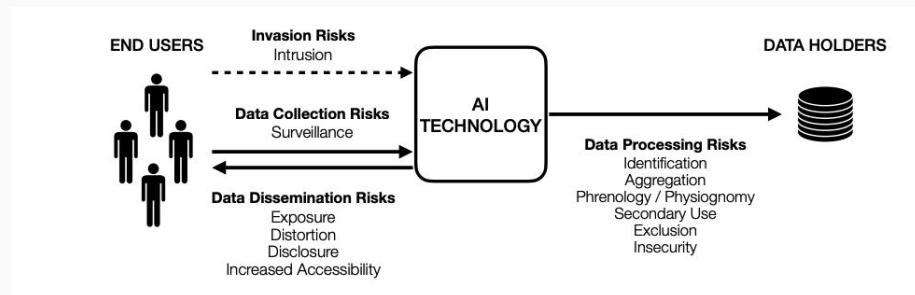 END USERS
Invasion Risks
Intrusion
Data Collection Risks
Surveillance
Data Dissemination Risks
Exposure
Distortion
Disclosure
Increased Accessibility
AI
TECHNOLOGY
DATA HOLDERS
Data Processing Risks
Identification
Aggregation
Phrenology / Physiognomy
Secondary Use
Exclusion
Insecurity